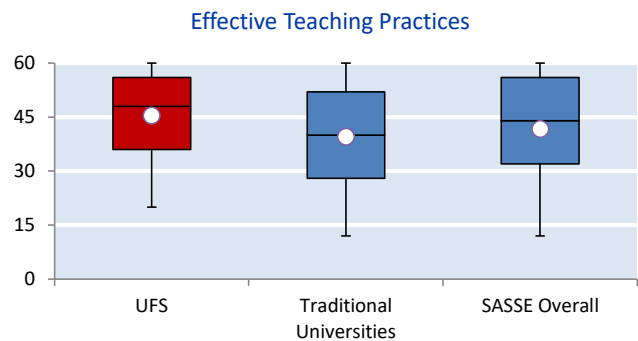 Effective Teaching Practices
60
45
30
15
0
UFS
Traditional
Universities
SASSE Overall